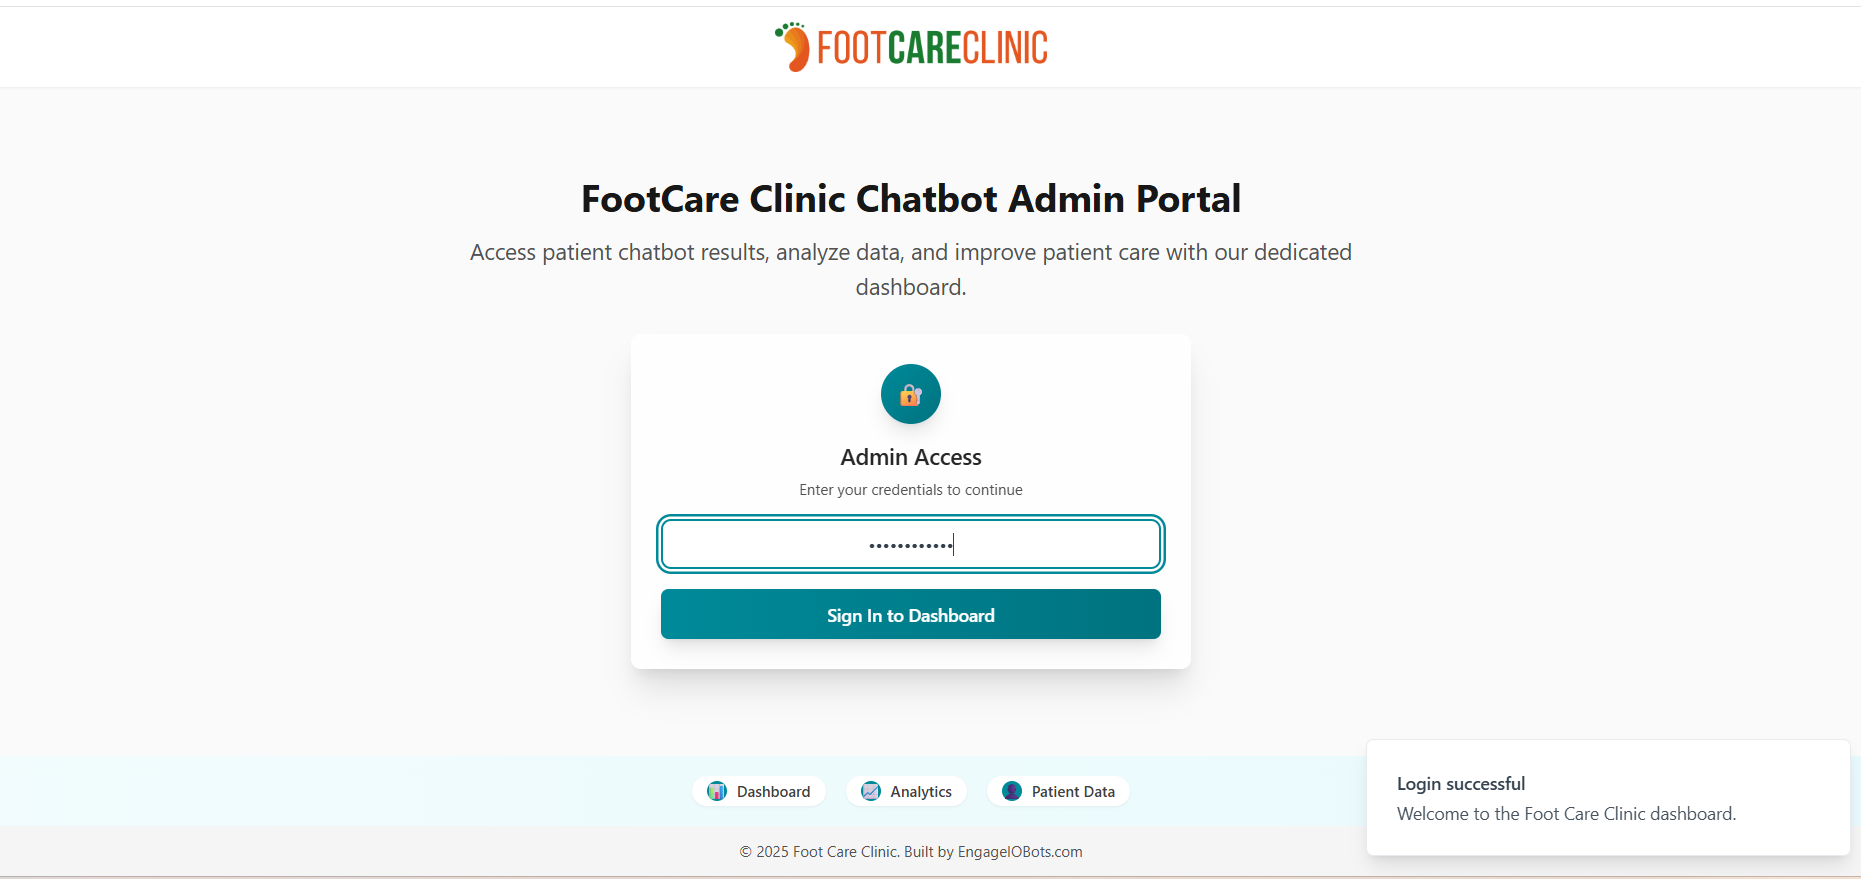 FOOTCARECLINIC
FootCare Clinic Chatbot Admin Portal
Access patient chatbot results, analyze data, and improve patient care with our dedicated
dashboard.
Admin Access
Enter your credentials to continue
••••••••••••
Sign In to Dashboard
Dashboard
Analytics
Patient Data
Login successful
Welcome to the Foot Care Clinic dashboard.
© 2025 Foot Care Clinic. Built by EngageIOBots.com